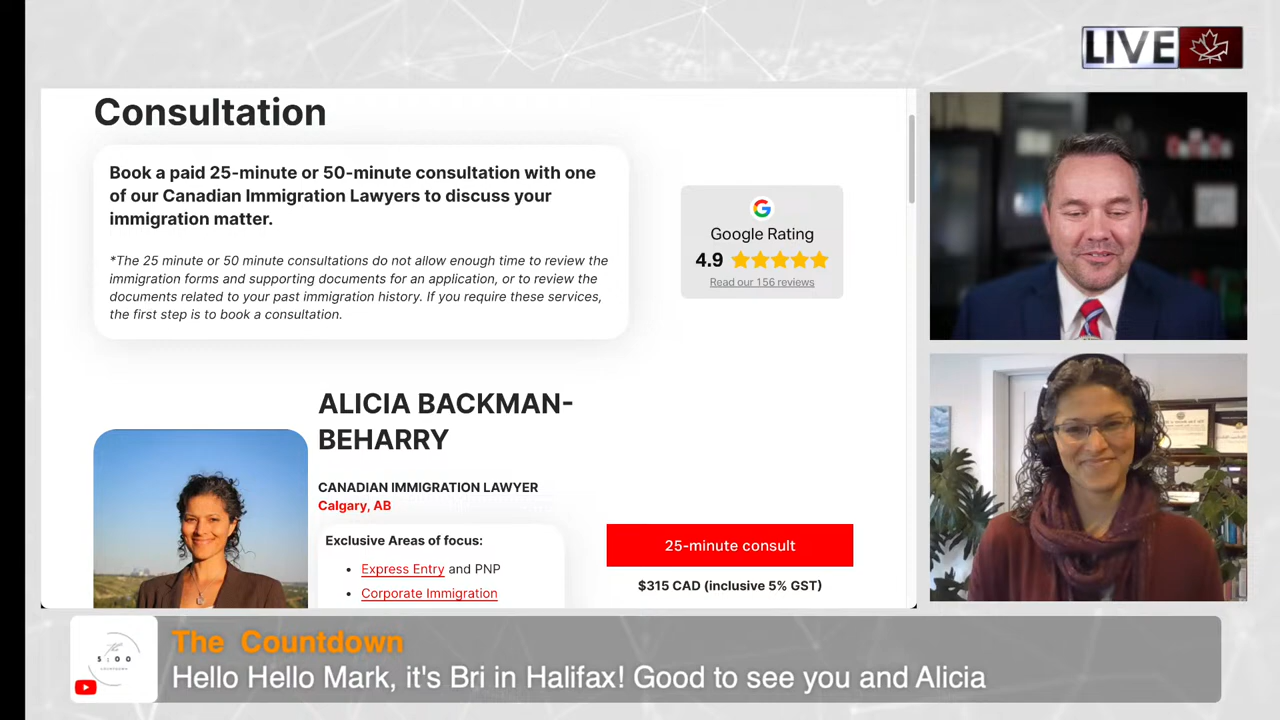 LIVE
Consultation
Book a paid 25-minute or 50-minute consultation with one
of our Canadian Immigration Lawyers to discuss your
immigration matter.
*The 25 minute or 50 minute consultations do not allow enough time to review the
immigration forms and supporting documents for an application, or to review the
documents related to your past immigration history. If you require these services,
the first step is to book a consultation.
Google Rating
4.9
Read our 156 reviews
ALICIA BACKMAN-
BEHARRY
CANADIAN IMMIGRATION LAWYER
Calgary, AB
Exclusive Areas of focus:
• Express Entry and PNP
• Corporate Immigration
25-minute consult
$315 CAD (inclusive 5% GST)
the
5:00
COUNTDOWN
The Countdown
Hello Hello Mark, it's Bri in Halifax! Good to see you and Alicia